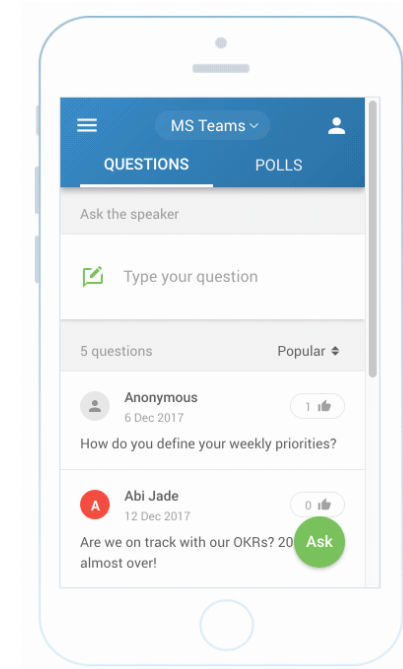 MS Teams
QUESTIONS POLLS
Ask the speaker
Type your question
5 questions Popular
Anonymous 1
6 Dec 2017
How do you define your weekly priorities?
A Abi Jade 0
12 Dec 2017
Are we on track with our OKRs? 20 Ask
almost over!